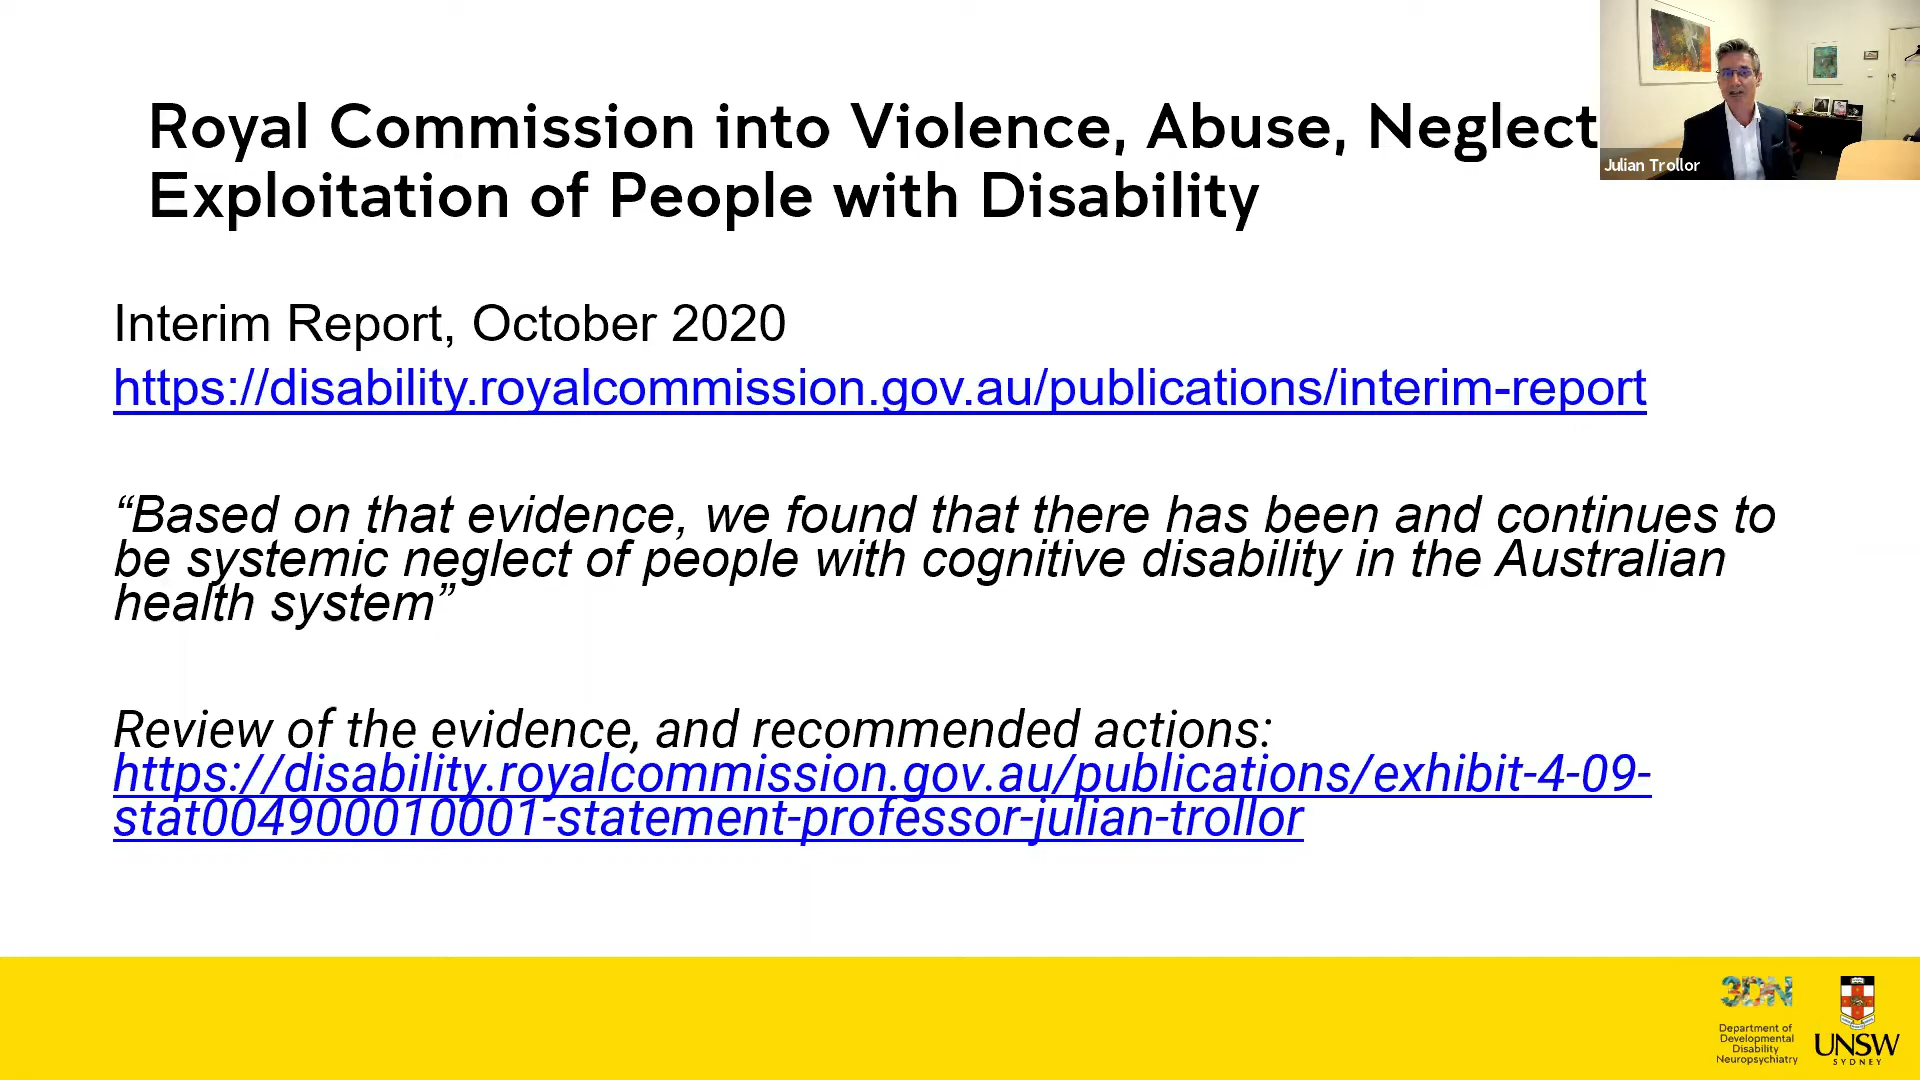 Royal Commission into Violence, Abuse, Neglect
Exploitation of People with Disability
Julian Trollor
Interim Report, October 2020
https://disability.royalcommission.gov.au/publications/interim-report
“Based on that evidence, we found that there has been and continues to
be systemic neglect of people with cognitive disability in the Australian
health system”
Review of the evidence, and recommended actions:
https://disability.royalcommission.gov.au/publications/exhibit-4-09-
stat004900010001-statement-professor-julian-trollor
3DN
Department of
Developmental
Disability
Neuropsychiatry
UNSW
SYDNEY